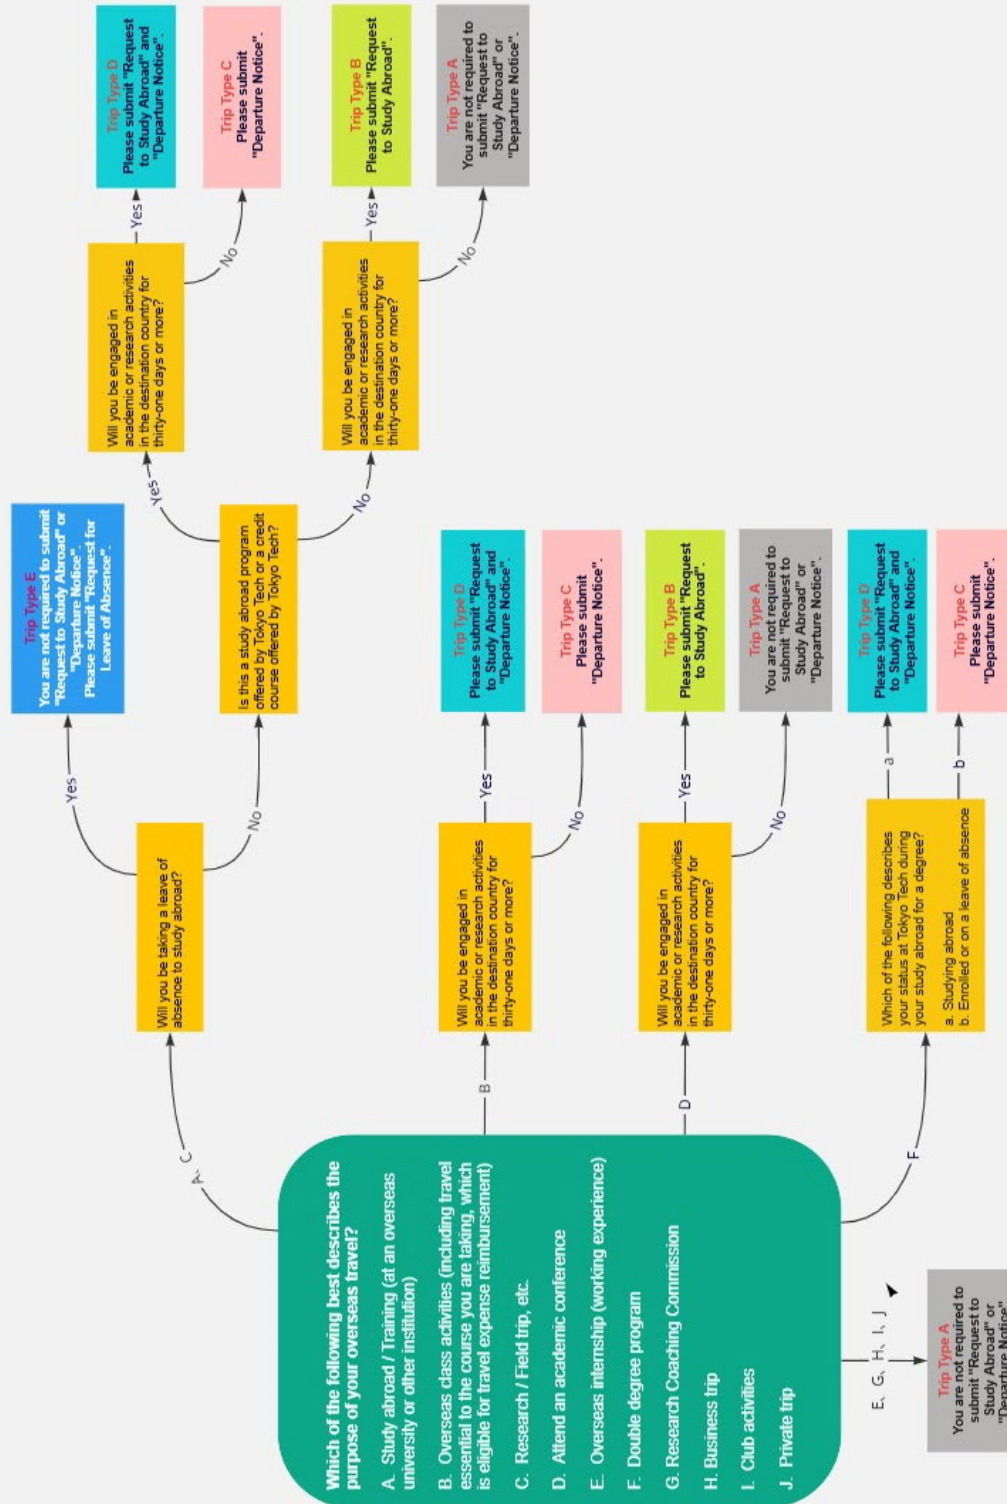 Which of the following best describes the
purpose of your overseas travel?
A. Study abroad / Training (at an overseas
university or other institution)
B. Overseas class activities (including travel
essential to the course you are taking, which
is eligible for travel expense reimbursement)
C. Research / Field trip, etc.
D. Attend an academic conference
E. Overseas internship (working experience)
F. Double degree program
G. Research Coaching Commission
H. Business trip
I. Club activities
J. Private trip
A、C
Will you be taking a leave of
absence to study abroad?
Yes
Trip Type E
You are not required to submit
"Request to Study Abroad" or
"Departure Notice".
Please submit "Request for
Leave of Absence".
No
Is this a study abroad program
offered by Tokyo Tech or a credit
course offered by Tokyo Tech?
Yes
Will you be engaged in
academic or research activities
in the destination country for
thirty-one days or more?
Yes
Trip Type D
Please submit "Request
to Study Abroad" and
"Departure Notice".
No
Trip Type C
Please submit
"Departure Notice".
No
Will you be engaged in
academic or research activities
in the destination country for
thirty-one days or more?
Yes
Trip Type B
Please submit "Request
to Study Abroad".
No
Trip Type A
You are not required to
submit "Request to
Study Abroad" or
"Departure Notice".
B
Will you be engaged in
academic or research activities
in the destination country for
thirty-one days or more?
Yes
Trip Type D
Please submit "Request
to Study Abroad" and
"Departure Notice".
No
Trip Type C
Please submit
"Departure Notice".
D
Will you be engaged in
academic or research activities
in the destination country for
thirty-one days or more?
Yes
Trip Type B
Please submit "Request
to Study Abroad".
No
Trip Type A
You are not required to
submit "Request to
Study Abroad" or
"Departure Notice".
F
Which of the following describes
your status at Tokyo Tech during
your study abroad for a degree?
a. Studying abroad
b. Enrolled or on a leave of absence
a
Trip Type D
Please submit "Request
to Study Abroad" and
"Departure Notice".
b
Trip Type C
Please submit
"Departure Notice".
E、G、H、I、J
Trip Type A
You are not required to
submit "Request to
Study Abroad" or
"Departure Notice"